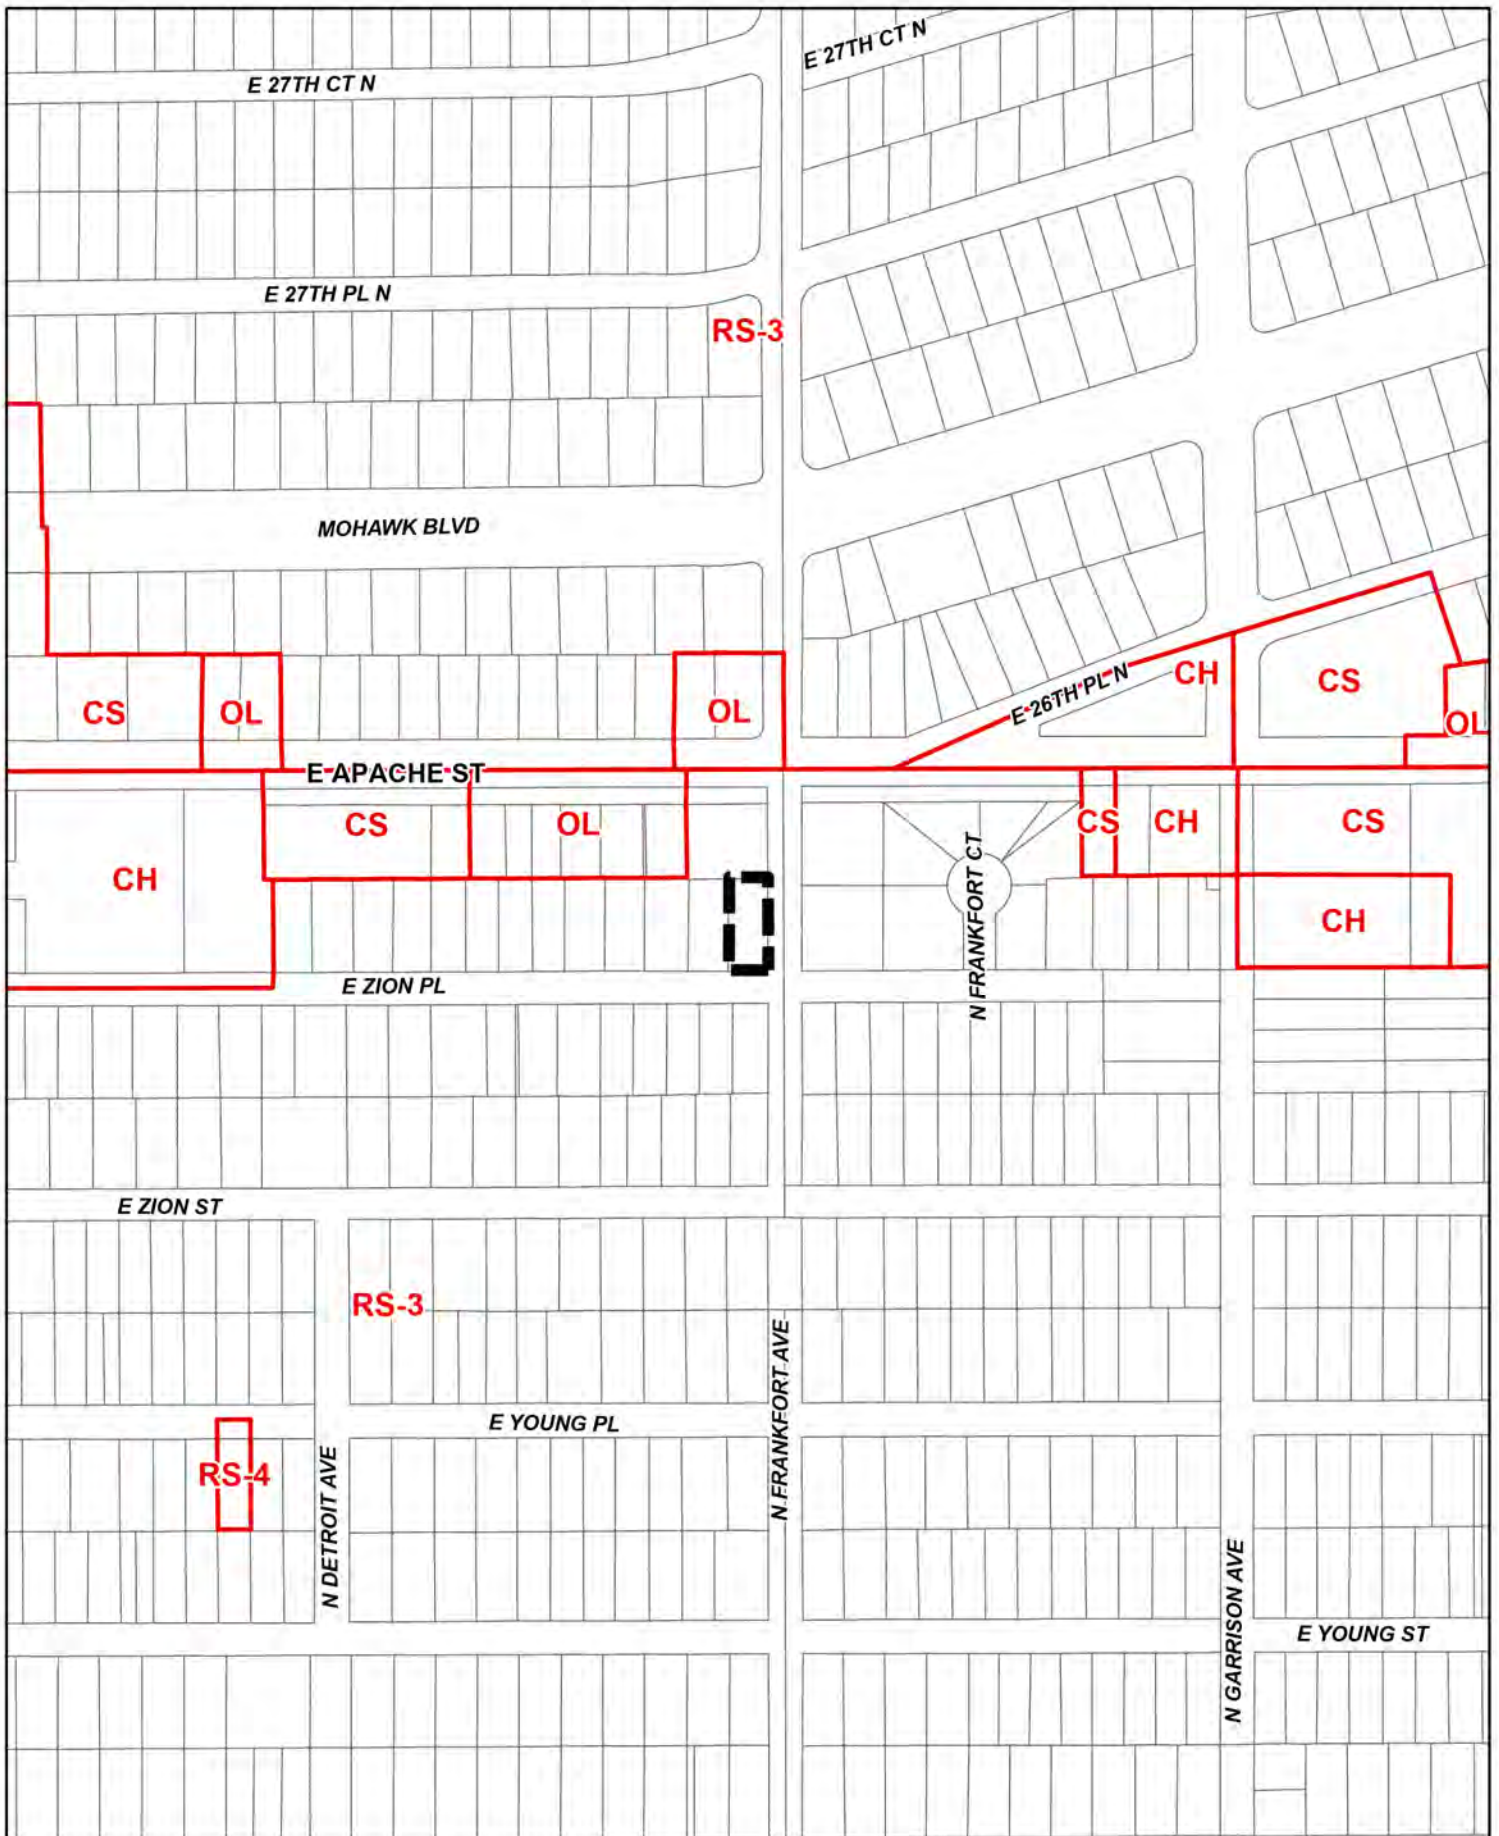 E 27TH CT N
E 27TH CT N
E 27TH PL N
RS-3
MOHAWK BLVD
E 26TH PL N
CH
CS
CS
OL
OL
OL
E APACHE ST
CS
OL
CS
CH
CS
CH
N FRANKFORT CT
CH
E ZION PL
E ZION ST
RS-3
N FRANKFORT AVE
E YOUNG PL
RS-4
N DETROIT AVE
N GARRISON AVE
E YOUNG ST